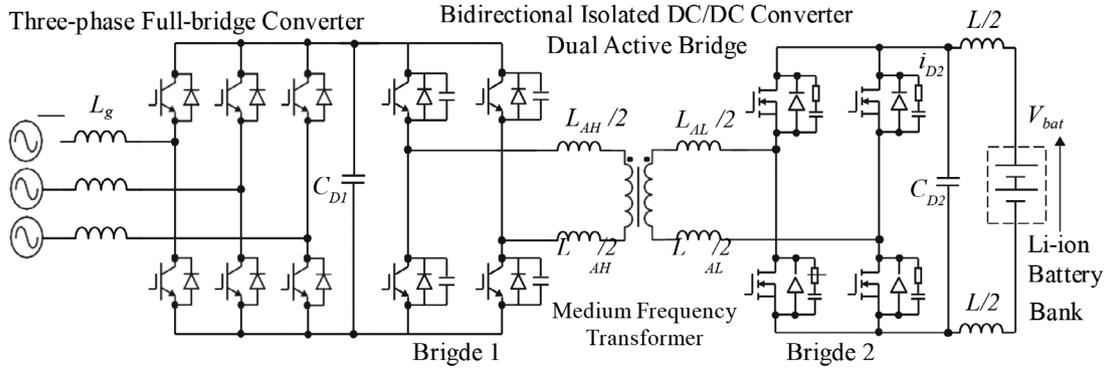 Three-phase Full-bridge Converter
Bidirectional Isolated DC/DC Converter
Dual Active Bridge
L/2
i_D2
L_g
L_AH /2
L_AL /2
V_bat
C_D1
C_D2
L_AH /2
L_AL /2
Li-ion
Battery
Bank
Medium Frequency
Transformer
L/2
Brigde 1
Brigde 2